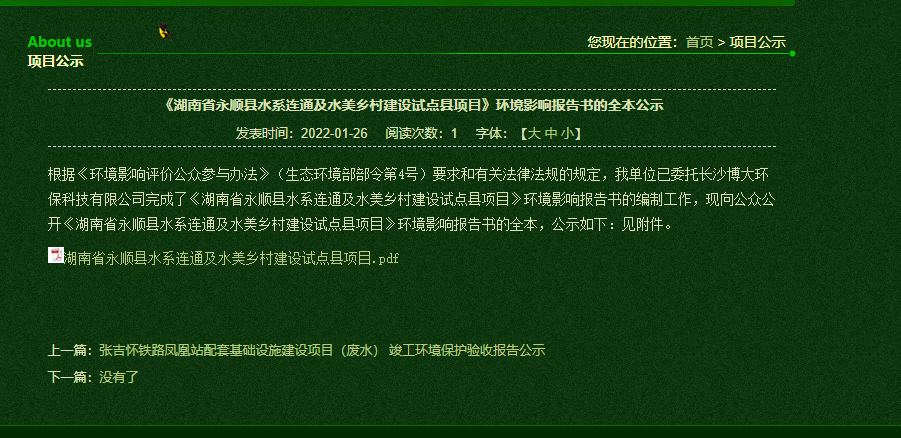 About us
您现在的位置：首页 > 项目公示
项目公示
《湖南省永顺县水系连通及水美乡村建设试点县项目》环境影响报告书的全本公示
发表时间：2022-01-26 阅读次数：1 字体：【大 中 小】
根据《环境影响评价公众参与办法》（生态环境部部令第4号）要求和有关法律法规的规定，我单位已委托长沙博大环
保科技有限公司完成了《湖南省永顺县水系连通及水美乡村建设试点县项目》环境影响报告书的编制工作，现向公众公
开《湖南省永顺县水系连通及水美乡村建设试点县项目》环境影响报告书的全本，公示如下：见附件。
湖南省永顺县水系连通及水美乡村建设试点县项目.pdf
上一篇：张吉怀铁路凤凰站配套基础设施建设项目（废水） 竣工环境保护验收报告公示
下一篇：没有了